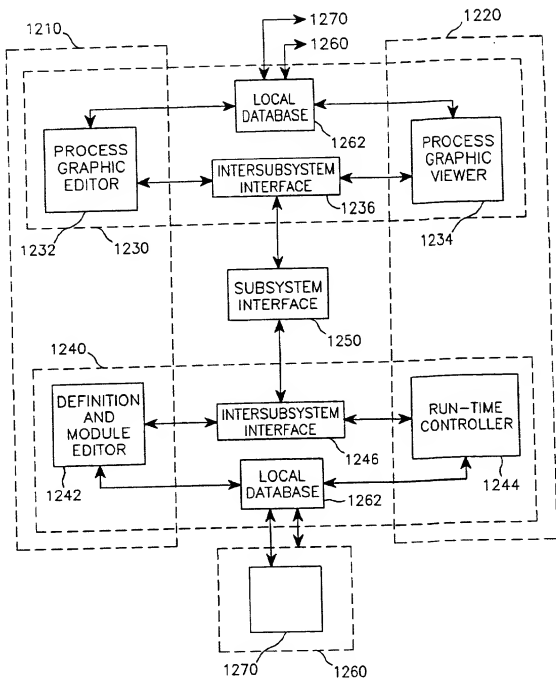 1270
1260
1210
1220
LOCAL
DATABASE
1262
PROCESS
GRAPHIC
EDITOR
PROCESS
GRAPHIC
VIEWER
INTERSUBSYSTEM
INTERFACE
1236
1232
1230
1234
SUBSYSTEM
INTERFACE
1250
1240
DEFINITION
AND
MODULE
EDITOR
INTERSUBSYSTEM
INTERFACE
RUN-TIME
CONTROLLER
1246
1242
1244
LOCAL
DATABASE
1262
1270
1260